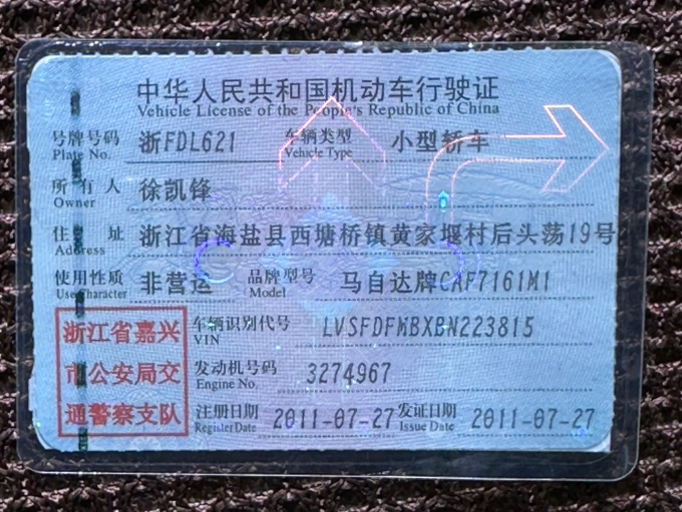 中华人民共和国机动车行驶证
Vehicle License of the People's Republic of China
号牌号码 浙FDL621 车辆类型 小型轿车
Plate No. Vehicle Type
所有人 徐凯锋
Owner
住址 浙江省海盐县西塘桥镇黄家堰村后头荡19号
Address
使用性质 非营运 品牌型号 马自达牌CAF7161M1
Use Character Model
浙江省嘉兴
市公安局交
通警察支队
车辆识别代号 LVSFDFMBXBN223815
VIN
发动机号码 3274967
Engine No.
注册日期 2011-07-27 发证日期 2011-07-27
Register Date Issue Date